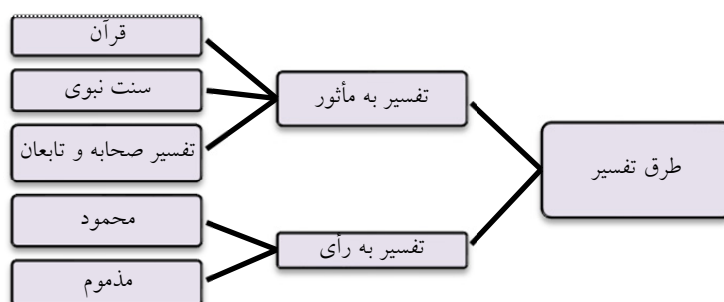 طرق تفسیر
تفسیر به مأثور
قرآن
سنت نبوی
تفسیر صحابه و تابعان
تفسیر به رأی
محمود
مذموم